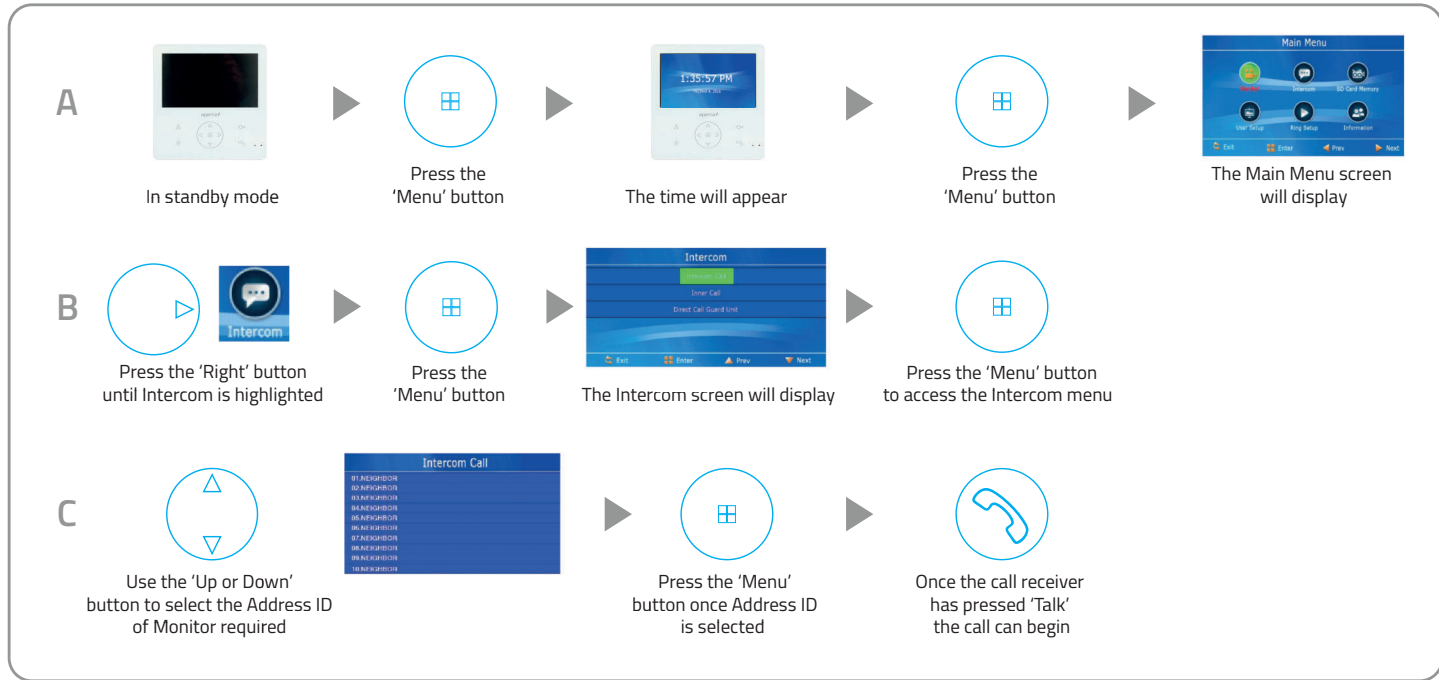 A
1:35:57 PM
Main Menu
Intercom
SD Card Memory
User Setup
Ring Setup
Information
Exit
Enter
Prev
Next
In standby mode
Press the
‘Menu’ button
The time will appear
Press the
‘Menu’ button
The Main Menu screen
will display
B
Intercom
Intercom
Intercom Call
Inner Call
Direct Call Guard Unit
Exit
Enter
Prev
Next
Press the ‘Right’ button
until Intercom is highlighted
Press the
‘Menu’ button
The Intercom screen will display
Press the ‘Menu’ button
to access the Intercom menu
C
Intercom Call
01.NEIGHBOR
02.NEIGHBOR
03.NEIGHBOR
04.NEIGHBOR
05.NEIGHBOR
06.NEIGHBOR
07.NEIGHBOR
08.NEIGHBOR
09.NEIGHBOR
10.NEIGHBOR
Use the ‘Up or Down’
button to select the Address ID
of Monitor required
Press the ‘Menu’
button once Address ID
is selected
Once the call receiver
has pressed ‘Talk’
the call can begin